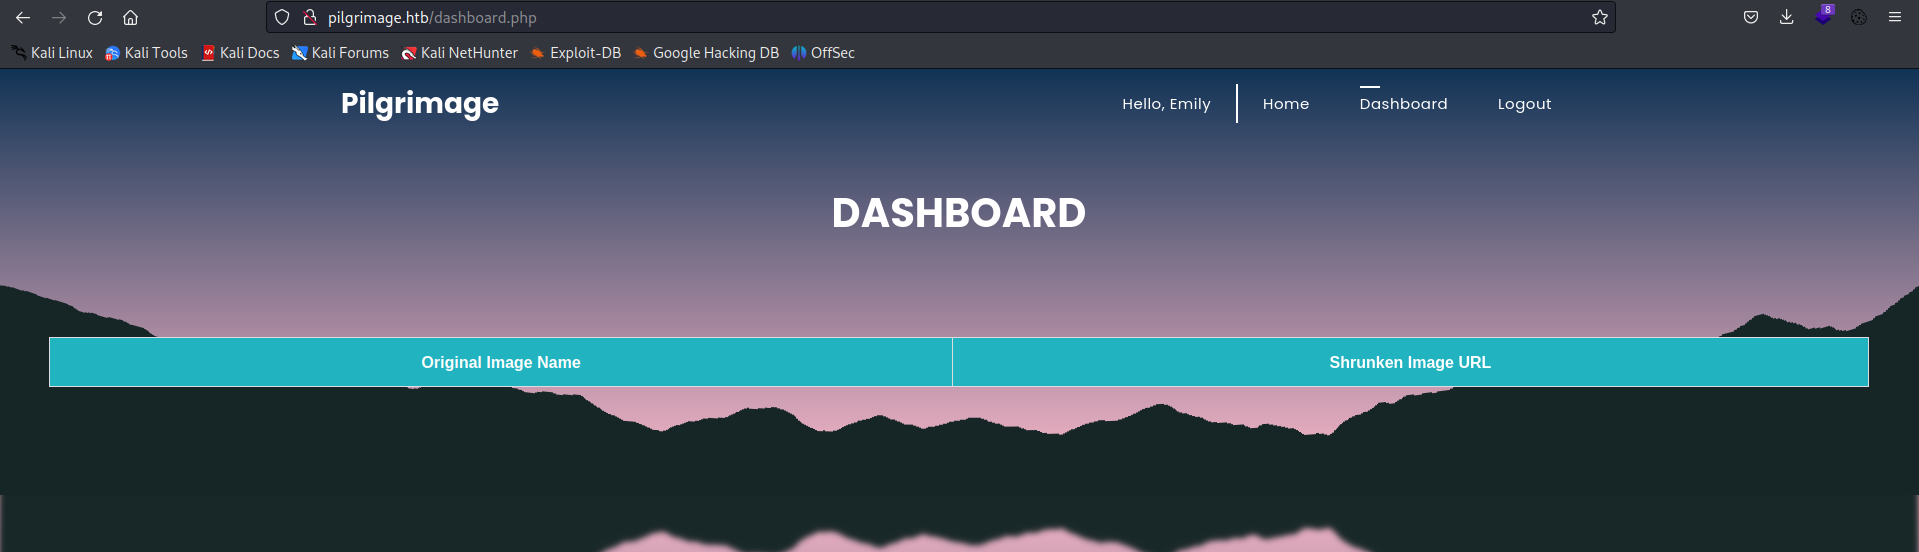 pilgrimage.htb/dashboard.php
8
Kali Linux Kali Tools Kali Docs Kali Forums Kali NetHunter Exploit-DB Google Hacking DB OffSec
Pilgrimage Hello, Emily Home Dashboard Logout
DASHBOARD
Original Image Name Shrunken Image URL